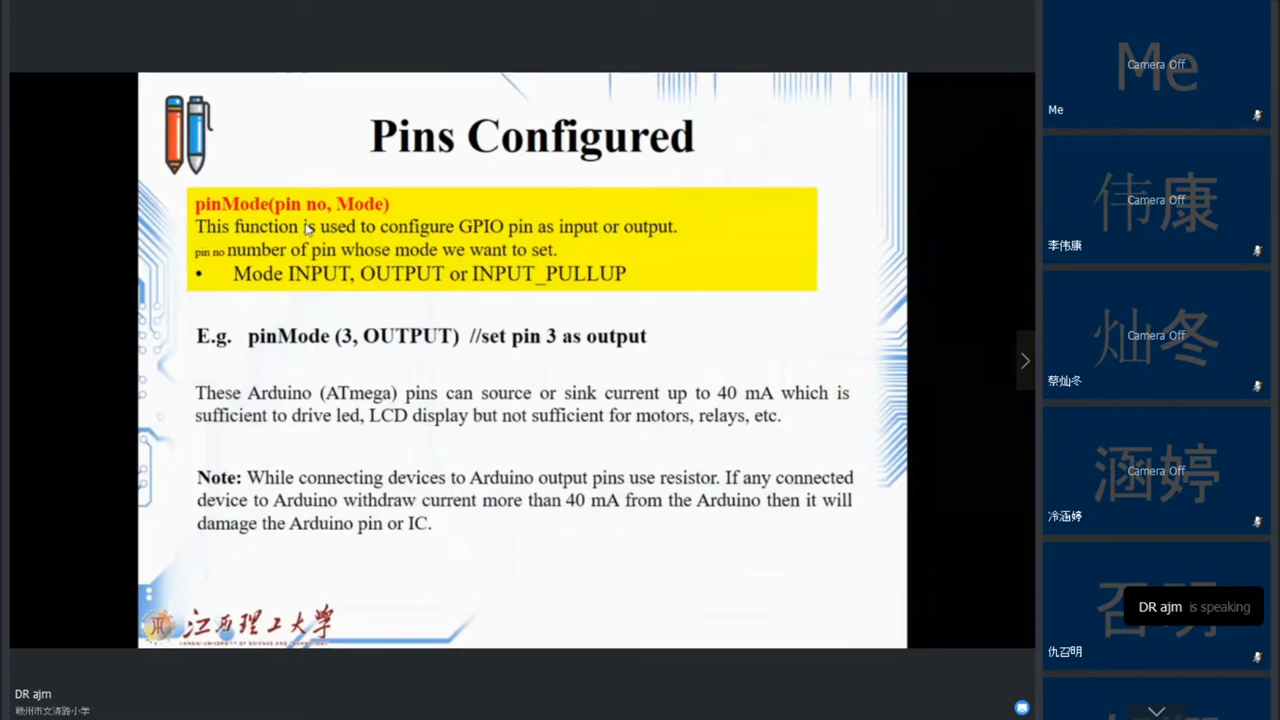 Pins Configured
pinMode(pin no, Mode)
This function is used to configure GPIO pin as input or output.
pin no number of pin whose mode we want to set.
• Mode INPUT, OUTPUT or INPUT_PULLUP
E.g. pinMode (3, OUTPUT) //set pin 3 as output
These Arduino (ATmega) pins can source or sink current up to 40 mA which is
sufficient to drive led, LCD display but not sufficient for motors, relays, etc.
Note: While connecting devices to Arduino output pins use resistor. If any connected
device to Arduino withdraw current more than 40 mA from the Arduino then it will
damage the Arduino pin or IC.
江西理工大学
JIANGXI UNIVERSITY OF SCIENCE AND TECHNOLOGY
DR ajm
赣州市文清路小学
Me
Camera Off
Me
伟康
Camera Off
李伟康
灿冬
Camera Off
蔡灿冬
涵婷
Camera Off
冷涵婷
召明
DR ajm is speaking
仇召明